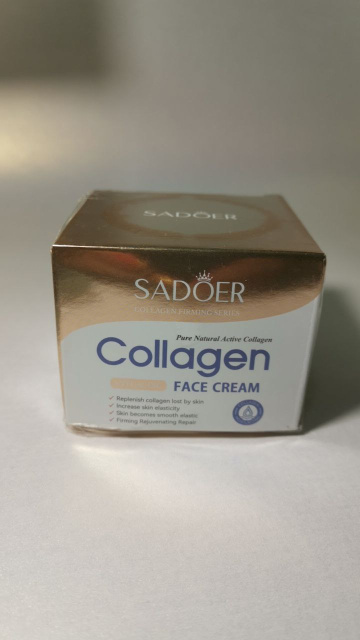 SADOER
SADÖER
COLLAGEN FIRMING SERIES
Pure Natural Active Collagen
Collagen
FACE CREAM
✓ Replenish collagen lost by skin
✓ Increase skin elasticity
✓ Skin becomes smooth elastic
✓ Firming Rejuvenating Repair